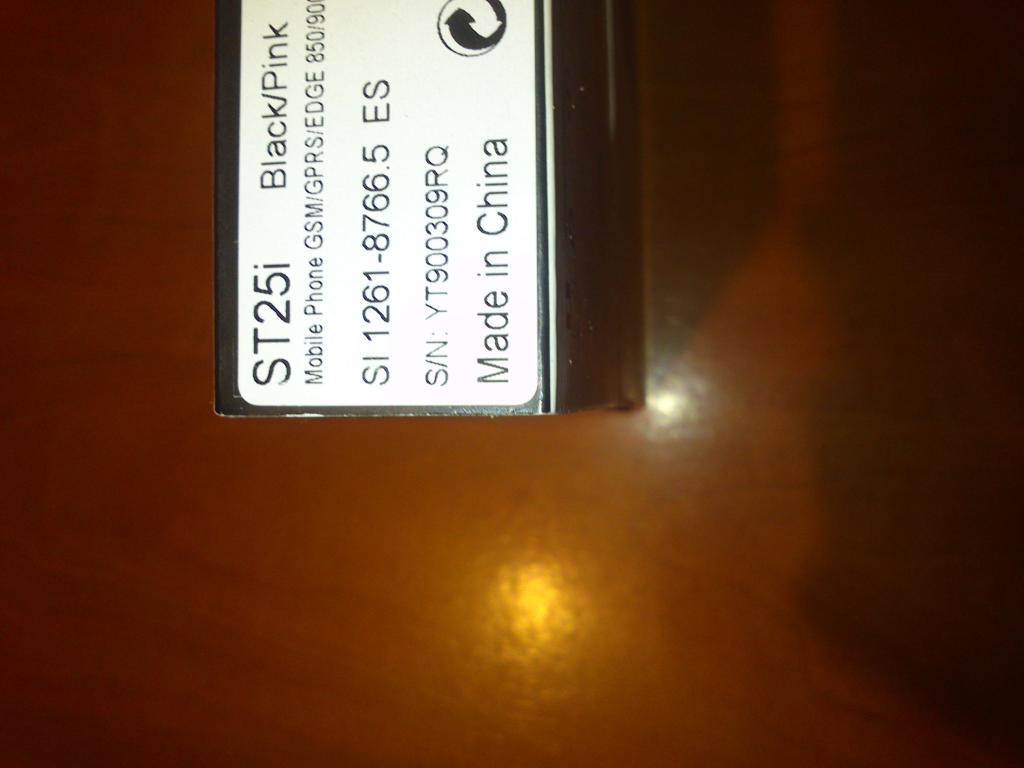 ST25i Black/Pink
Mobile Phone GSM/GPRS/EDGE 850/900
SI 1261-8766.5 ES
S/N: YT900309RQ
Made in China